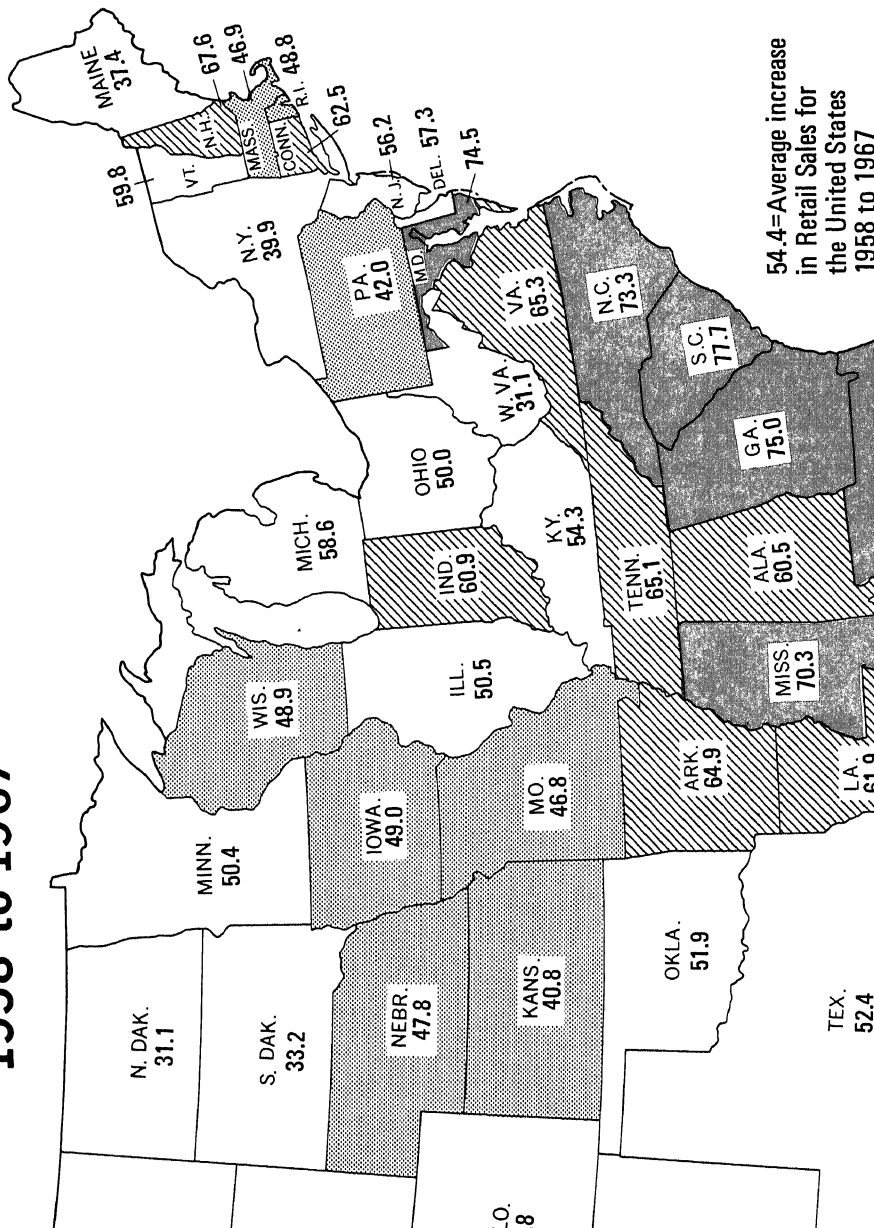 1958 to 1967
MAINE
37.4
59.8
VT.
N.H.
67.6
MASS.
46.9
CONN.
R.I.
48.8
62.5
N.Y.
39.9
N.J.
56.2
DEL.
57.3
PA.
42.0
M.D.
74.5
VA.
65.3
W. VA.
31.1
N.C.
73.3
S.C.
77.7
GA.
75.0
OHIO
50.0
MICH.
58.6
IND.
60.9
KY.
54.3
TENN.
65.1
ALA.
60.5
MISS.
70.3
WIS.
48.9
ILL.
50.5
MINN.
50.4
IOWA.
49.0
MO.
46.8
ARK.
64.9
LA.
61.9
N. DAK.
31.1
S. DAK.
33.2
NEBR.
47.8
KANS.
40.8
OKLA.
51.9
TEX.
52.4
LO.
.8
54.4=Average increase
in Retail Sales for
the United States
1958 to 1967